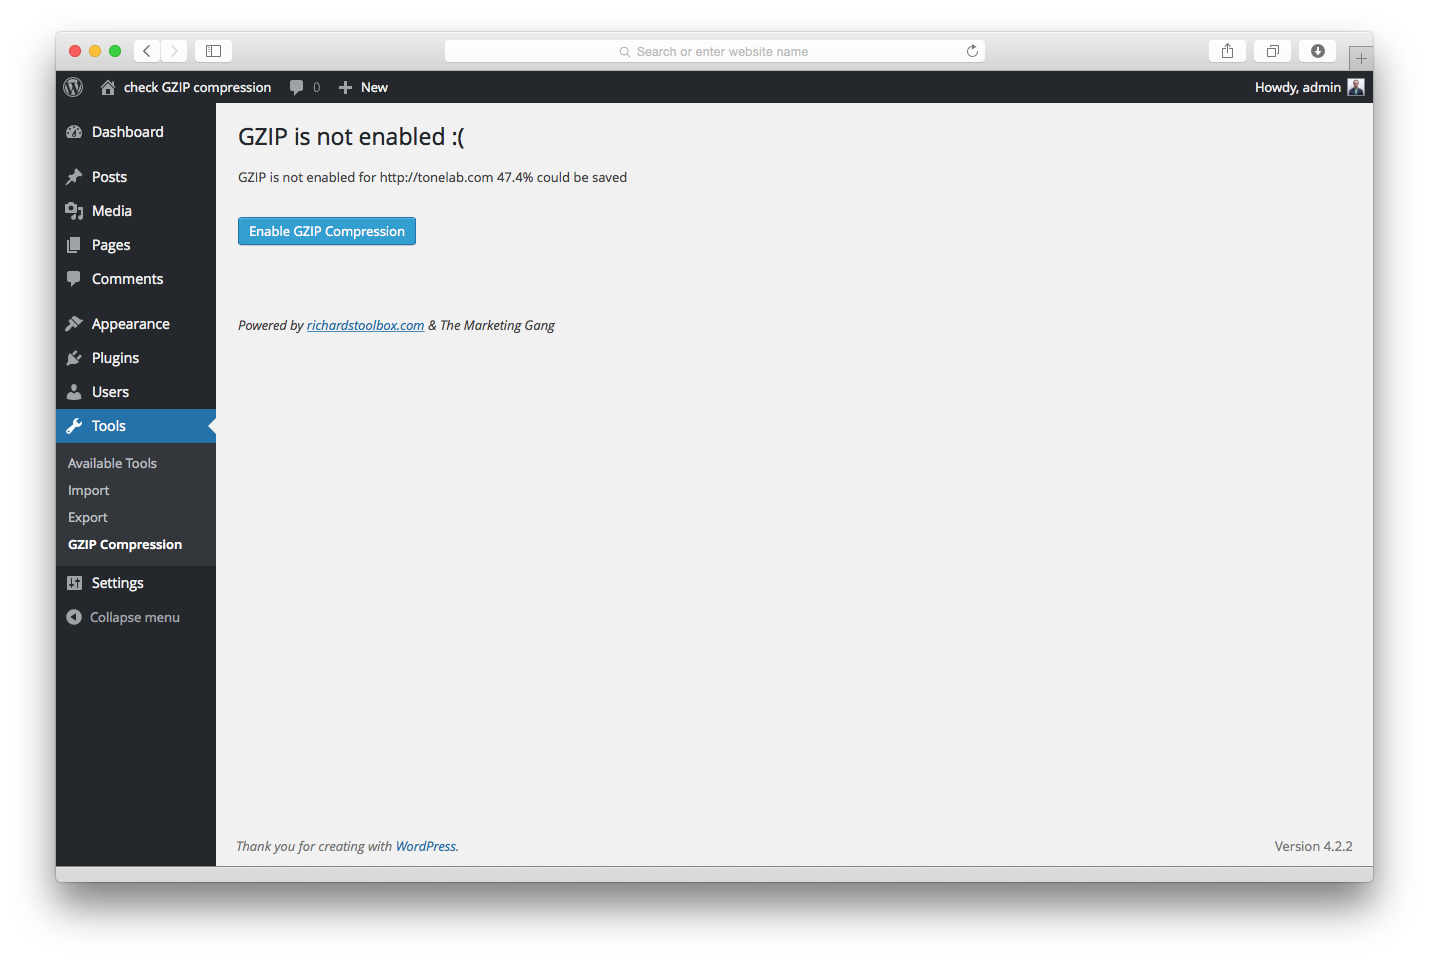 Search or enter website name
check GZIP compression 0 New Howdy, admin
Dashboard
Posts
Media
Pages
Comments
Appearance
Plugins
Users
Tools
Available Tools
Import
Export
GZIP Compression
Settings
Collapse menu
GZIP is not enabled :(
GZIP is not enabled for http://tonelab.com 47.4% could be saved
Enable GZIP Compression
Powered by richardstoolbox.com & The Marketing Gang
Thank you for creating with WordPress.
Version 4.2.2